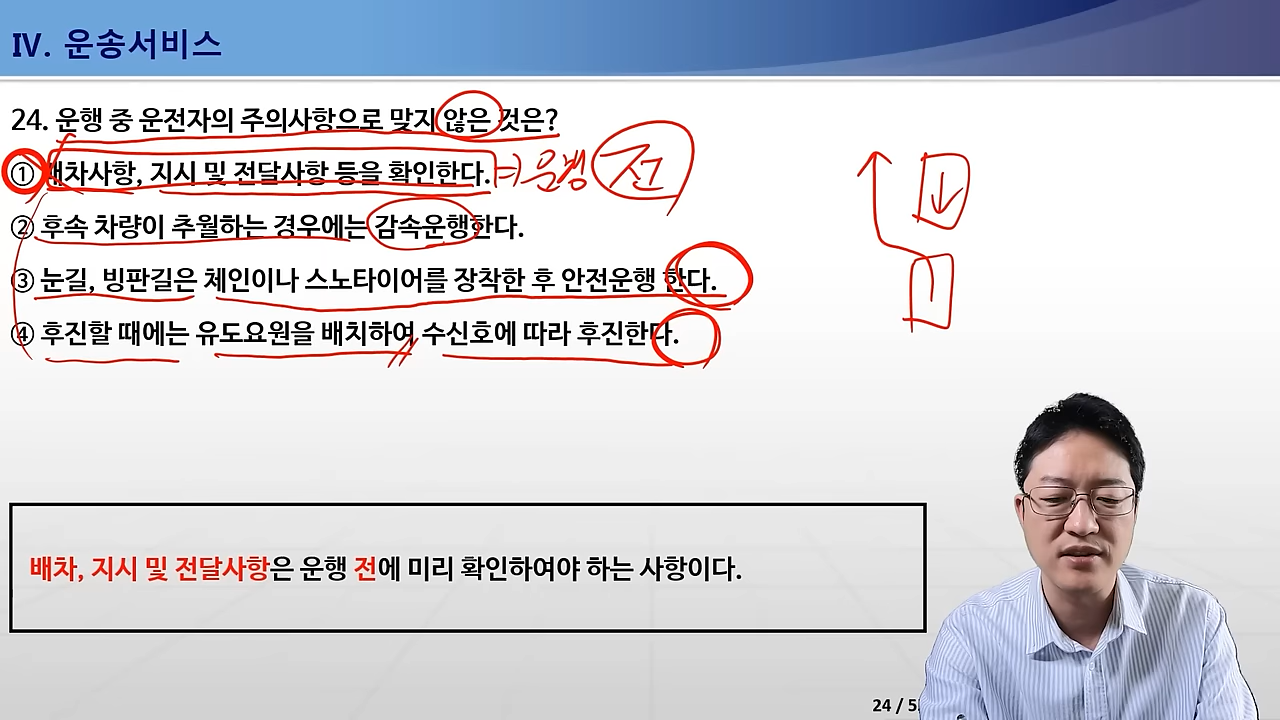 Ⅳ. 운송서비스
24. 운행 중 운전자의 주의사항으로 맞지 않은 것은?
① 배차사항, 지시 및 전달사항 등을 확인한다. 운행 전
② 후속 차량이 추월하는 경우에는 감속운행한다.
③ 눈길, 빙판길은 체인이나 스노타이어를 장착한 후 안전운행 한다.
④ 후진할 때에는 유도요원을 배치하여 수신호에 따라 후진한다.
배차, 지시 및 전달사항은 운행 전에 미리 확인하여야 하는 사항이다.
24 /